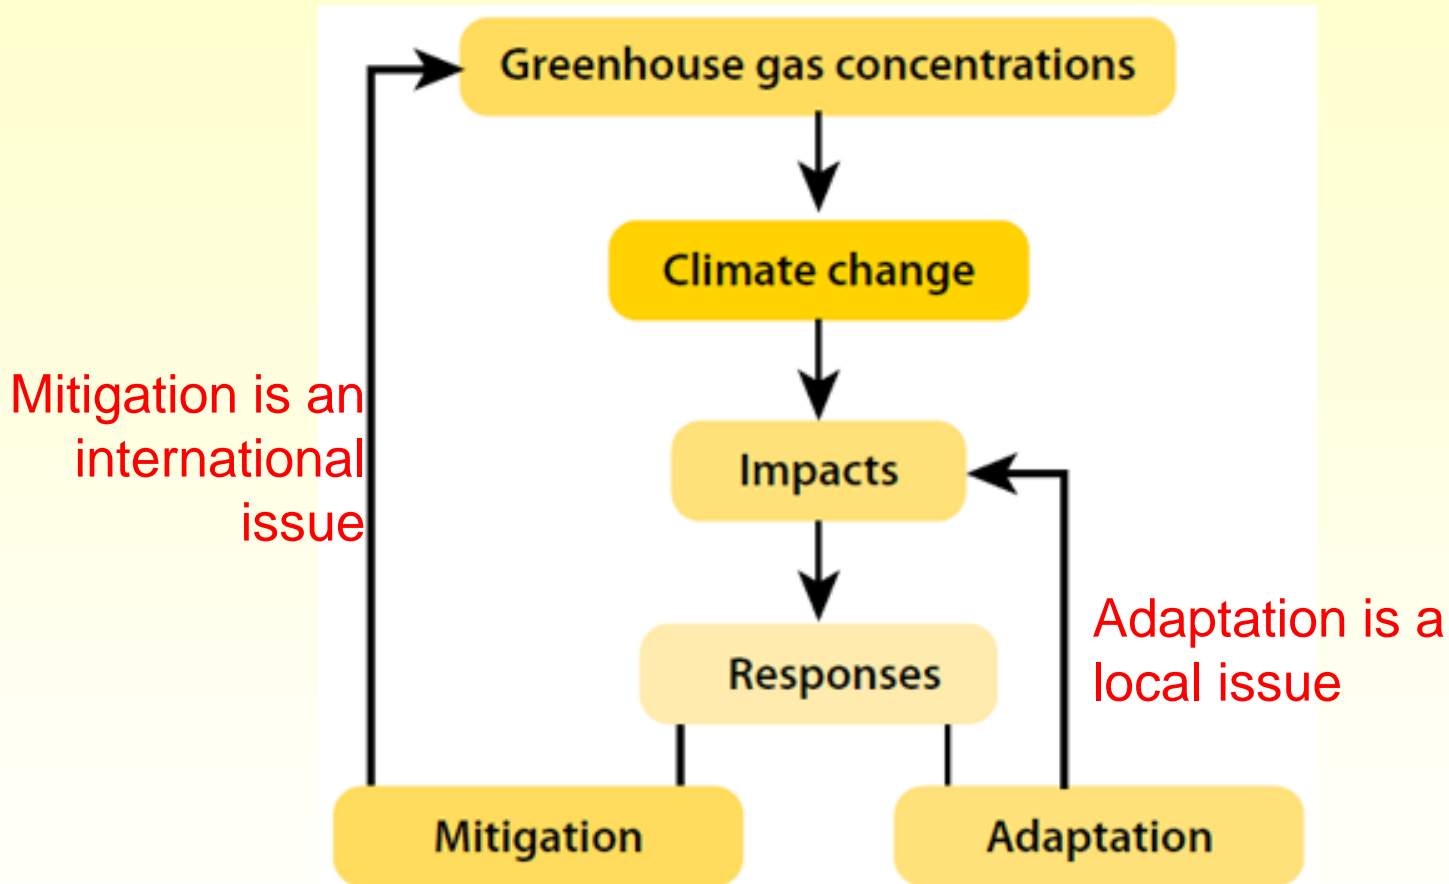 Greenhouse gas concentrations
Climate change
Mitigation is an
international
issue
Impacts
Adaptation is a
local issue
Responses
Mitigation
Adaptation